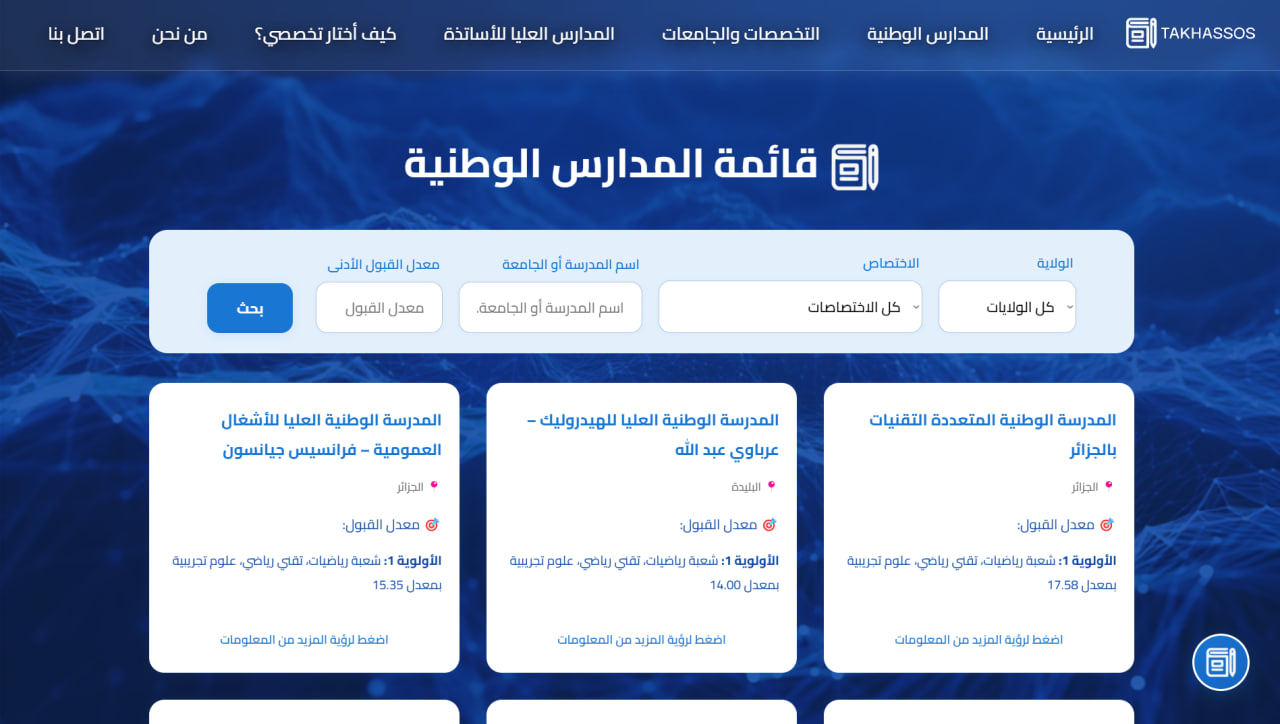 TAKHASSOS
الرئيسية
المدارس الوطنية
التخصصات والجامعات
المدارس العليا للأساتذة
كيف أختار تخصصي؟
من نحن
اتصل بنا
قائمة المدارس الوطنية
الولاية
كل الولايات
الاختصاص
كل الاختصاصات
اسم المدرسة أو الجامعة
اسم المدرسة أو الجامعة.
معدل القبول الأدنى
معدل القبول
بحث
المدرسة الوطنية المتعددة التقنيات
بالجزائر
الجزائر
معدل القبول:
الأولوية 1: شعبة رياضيات، تقني رياضي، علوم تجريبية
بمعدل 17.58
اضغط لرؤية المزيد من المعلومات
المدرسة الوطنية العليا للهيدروليك –
عرباوي عبد الله
البليدة
معدل القبول:
الأولوية 1: شعبة رياضيات، تقني رياضي، علوم تجريبية
بمعدل 14.00
اضغط لرؤية المزيد من المعلومات
المدرسة الوطنية العليا للأشغال
العمومية – فرانسيس جيانسون
الجزائر
معدل القبول:
الأولوية 1: شعبة رياضيات، تقني رياضي، علوم تجريبية
بمعدل 15.35
اضغط لرؤية المزيد من المعلومات